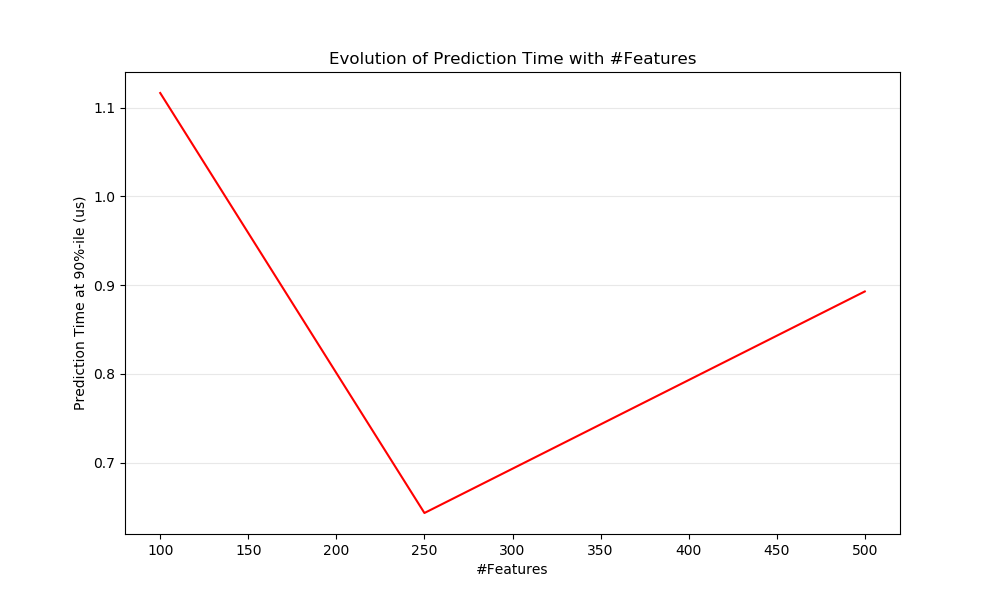 Evolution of Prediction Time with #Features
Prediction Time at 90%-ile (us)
1.1
1.0
0.9
0.8
0.7
100 150 200 250 300 350 400 450 500
#Features